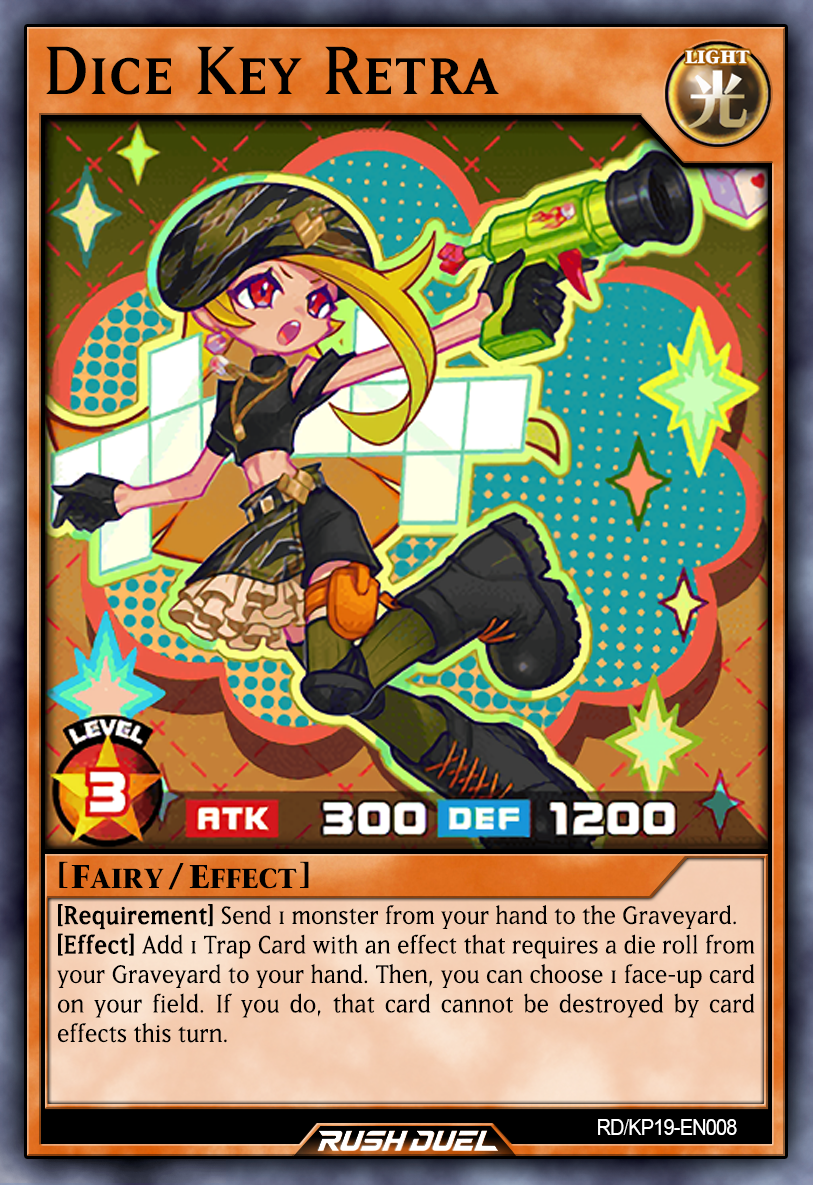 Dice Key Retra
LIGHT
光
LEVEL
3
ATK 300 DEF 1200
[Fairy / Effect]
[Requirement] Send 1 monster from your hand to the Graveyard.
[Effect] Add 1 Trap Card with an effect that requires a die roll from
your Graveyard to your hand. Then, you can choose 1 face-up card
on your field. If you do, that card cannot be destroyed by card
effects this turn.
RD/KP19-EN008
RUSH DUEL